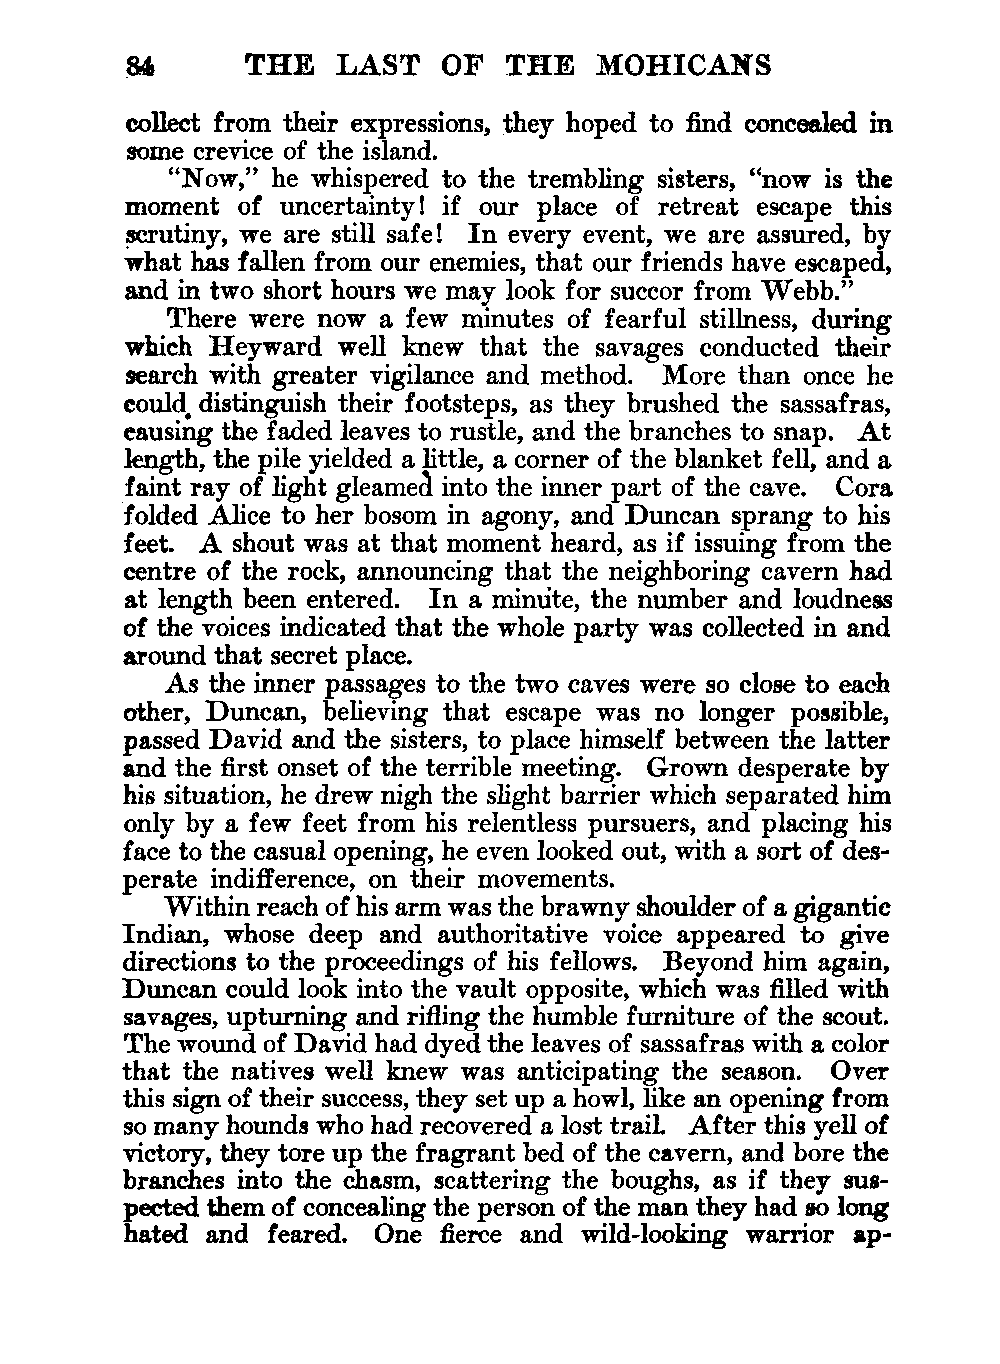 84 THE LAST OF THE MOHICANS
collect from their expressions, they hoped to find concealed in
some crevice of the island.
“Now,” he whispered to the trembling sisters, “now is the
moment of uncertainty! if our place of retreat escape this
scrutiny, we are still safe! In every event, we are assured, by
what has fallen from our enemies, that our friends have escaped,
and in two short hours we may look for succor from Webb.”
There were now a few minutes of fearful stillness, during
which Heyward well knew that the savages conducted their
search with greater vigilance and method. More than once he
could distinguish their footsteps, as they brushed the sassafras,
causing the faded leaves to rustle, and the branches to snap. At
length, the pile yielded a little, a corner of the blanket fell, and a
faint ray of light gleamed into the inner part of the cave. Cora
folded Alice to her bosom in agony, and Duncan sprang to his
feet. A shout was at that moment heard, as if issuing from the
centre of the rock, announcing that the neighboring cavern had
at length been entered. In a minute, the number and loudness
of the voices indicated that the whole party was collected in and
around that secret place.
As the inner passages to the two caves were so close to each
other, Duncan, believing that escape was no longer possible,
passed David and the sisters, to place himself between the latter
and the first onset of the terrible meeting. Grown desperate by
his situation, he drew nigh the slight barrier which separated him
only by a few feet from his relentless pursuers, and placing his
face to the casual opening, he even looked out, with a sort of des-
perate indifference, on their movements.
Within reach of his arm was the brawny shoulder of a gigantic
Indian, whose deep and authoritative voice appeared to give
directions to the proceedings of his fellows. Beyond him again,
Duncan could look into the vault opposite, which was filled with
savages, upturning and rifling the humble furniture of the scout.
The wound of David had dyed the leaves of sassafras with a color
that the natives well knew was anticipating the season. Over
this sign of their success, they set up a howl, like an opening from
so many hounds who had recovered a lost trail. After this yell of
victory, they tore up the fragrant bed of the cavern, and bore the
branches into the chasm, scattering the boughs, as if they sus-
pected them of concealing the person of the man they had so long
hated and feared. One fierce and wild-looking warrior ap-